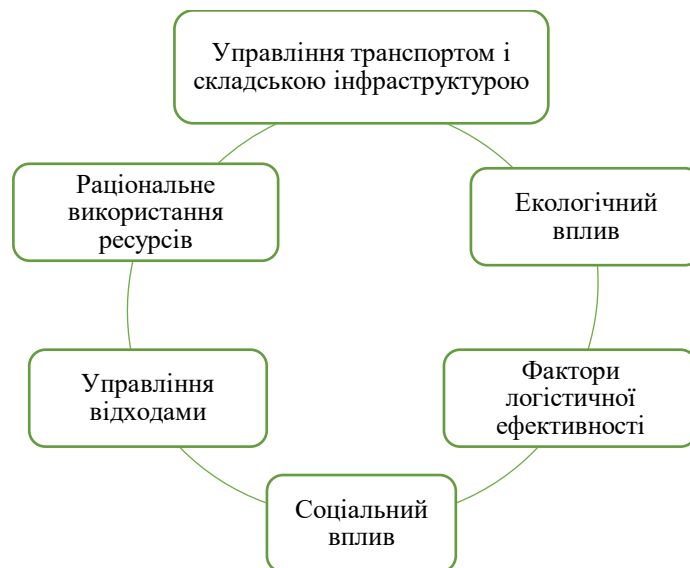 Управління транспортом і
складською інфраструктурою
Екологічний
вплив
Фактори
логістичної
ефективності
Соціальний
вплив
Управління
відходами
Раціональне
використання
ресурсів